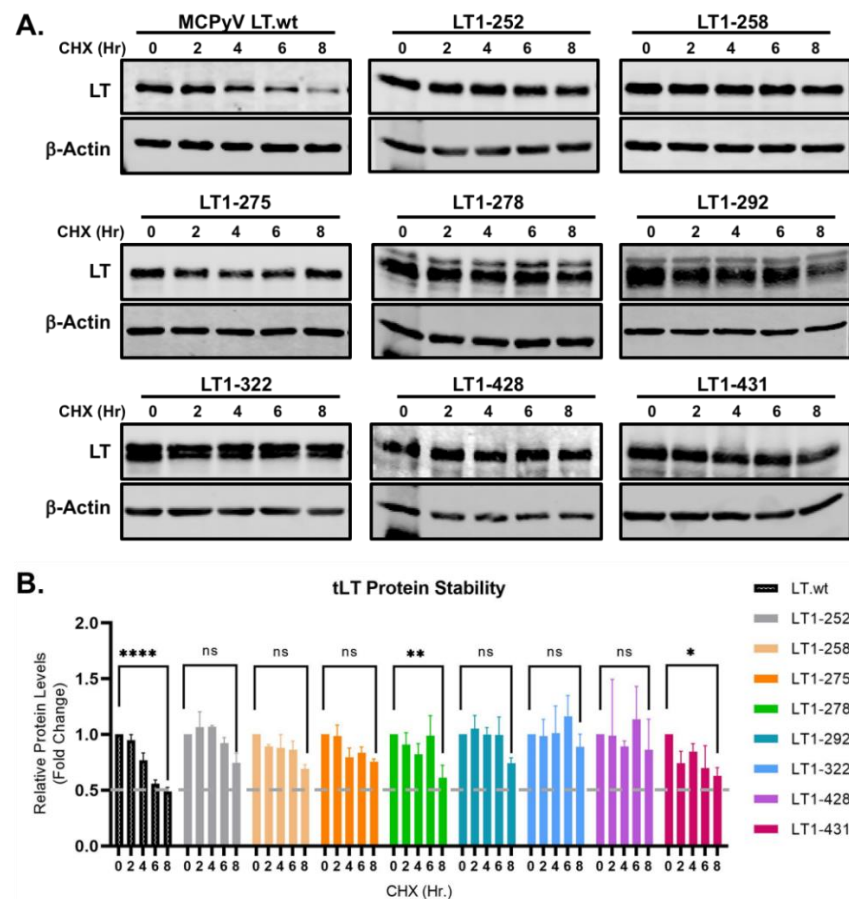 A.
MCPyV LT.wt LT1-252 LT1-258
CHX (Hr) 0 2 4 6 8 0 2 4 6 8 0 2 4 6 8
LT
β-Actin
LT1-275 LT1-278 LT1-292
CHX (Hr) 0 2 4 6 8 0 2 4 6 8 0 2 4 6 8
LT
β-Actin
LT1-322 LT1-428 LT1-431
CHX (Hr) 0 2 4 6 8 0 2 4 6 8 0 2 4 6 8
LT
β-Actin
B.
tLT Protein Stability
Relative Protein Levels
(Fold Change)
2.0
1.5
1.0
0.5
0.0
**** ns ns ns ** ns ns ns *
0 2 4 6 8 0 2 4 6 8 0 2 4 6 8 0 2 4 6 8 0 2 4 6 8 0 2 4 6 8 0 2 4 6 8 0 2 4 6 8 0 2 4 6 8
CHX (Hr.)
LT.wt
LT1-252
LT1-258
LT1-275
LT1-278
LT1-292
LT1-322
LT1-428
LT1-431